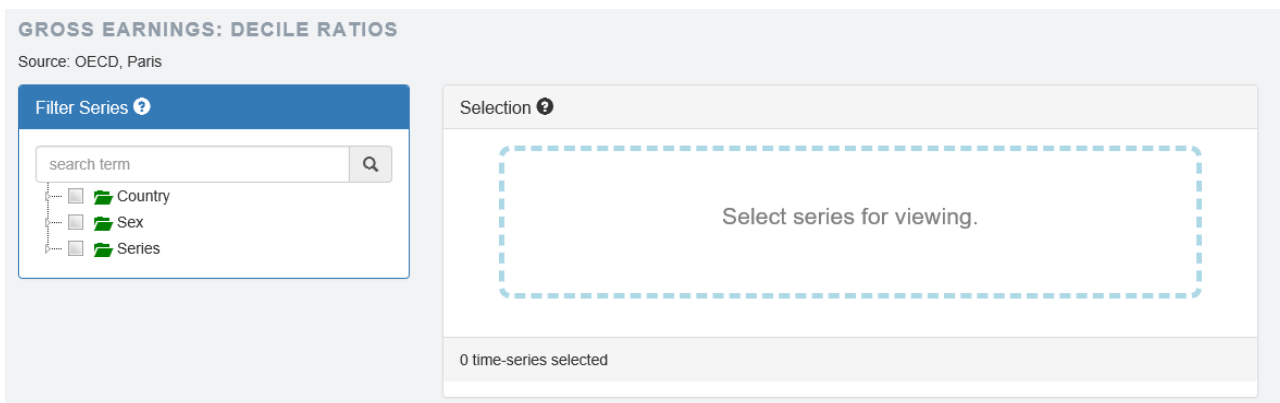 GROSS EARNINGS: DECILE RATIOS
Source: OECD, Paris
Filter Series ?
search term
Country
Sex
Series
Selection ?
Select series for viewing.
0 time-series selected